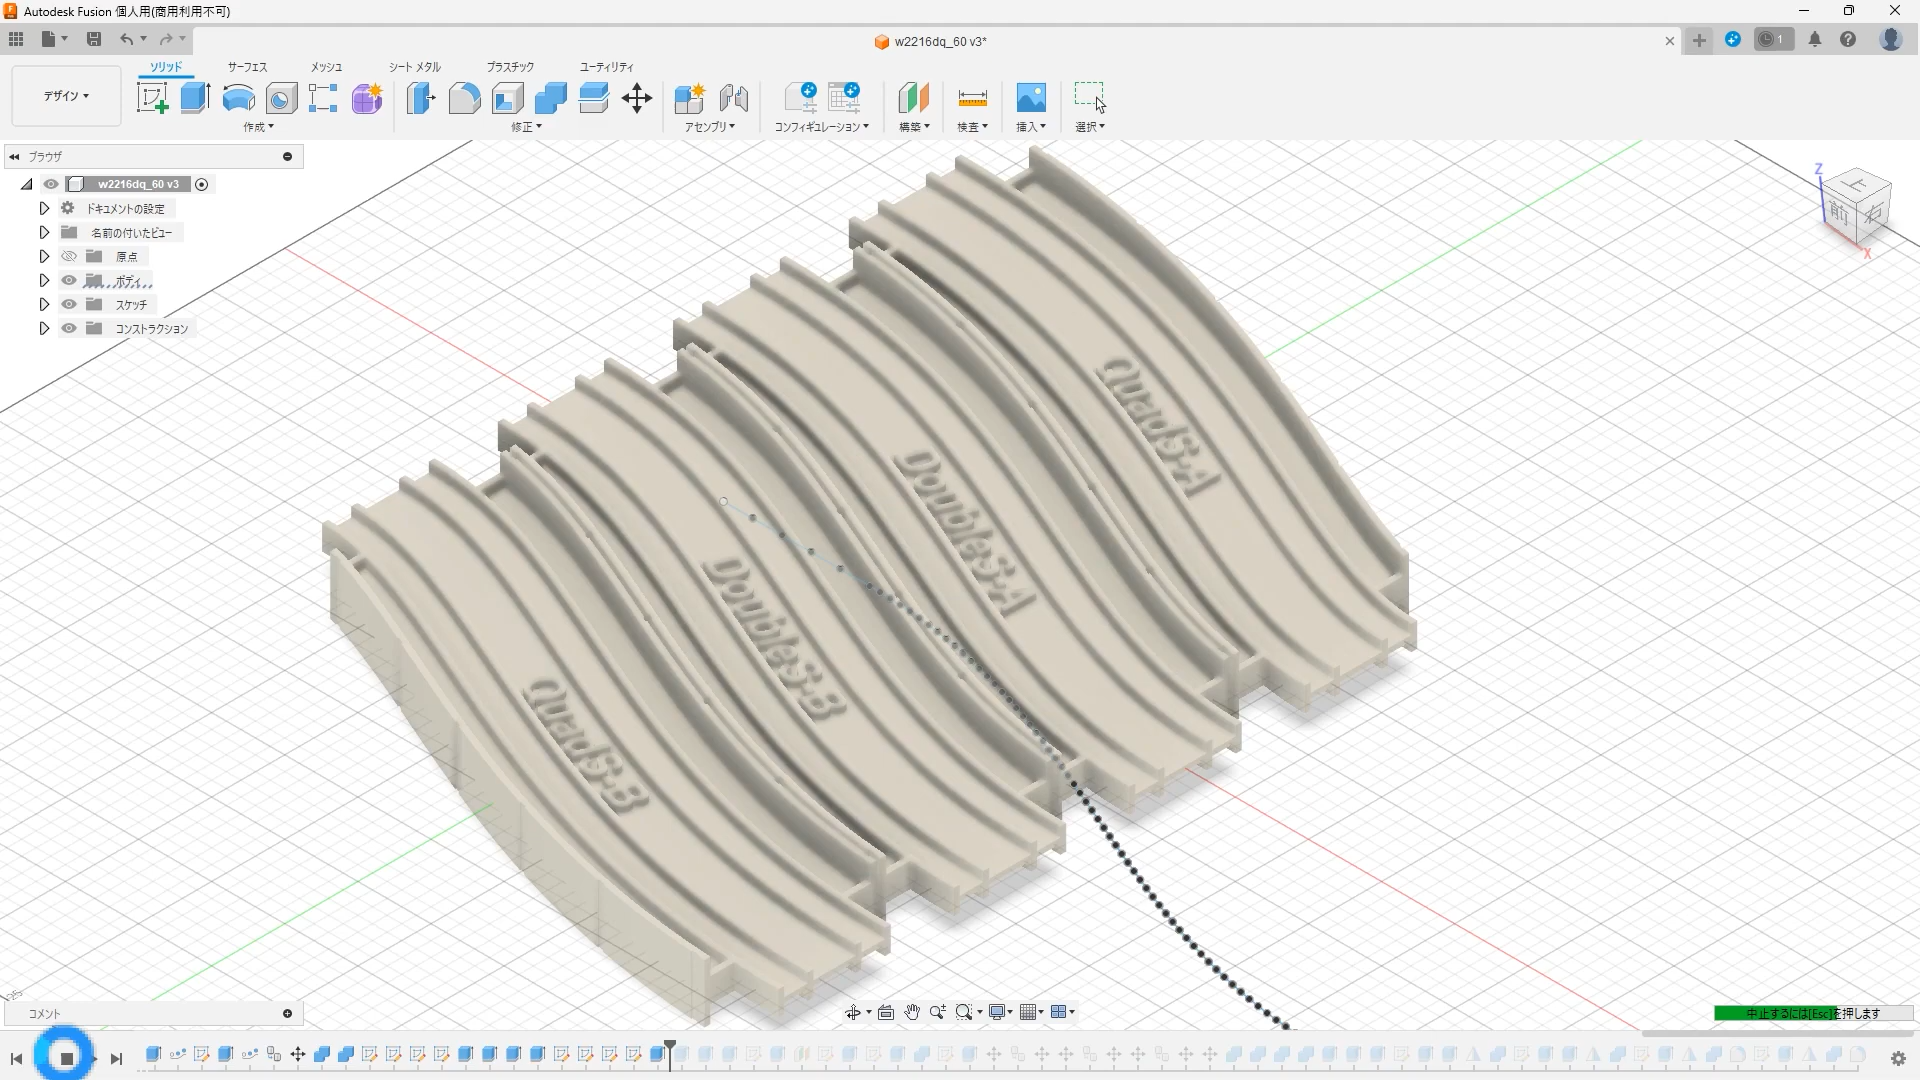 Autodesk Fusion 個人用(商用利用不可)
w2216dq_60 v3*
1
デザイン
ソリッド
サーフェス
メッシュ
シート メタル
プラスチック
ユーティリティ
作成
修正
アセンブリ
コンフィギュレーション
構築
検査
挿入
選択
ブラウザ
w2216dq_60 v3
ドキュメントの設定
名前の付いたビュー
原点
ボディ
スケッチ
コンストラクション
Z
上
前
右
X
QuadS-A
DoubleS-A
DoubleS-B
QuadS-B
25
コメント
中止するには[Esc]を押します